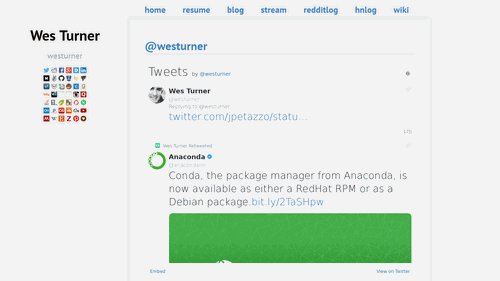 home resume blog stream redditlog hnlog wiki
Wes Turner
westurner
@westurner
Tweets by @westurner
Wes Turner
@westurner
Replying to @westurner
twitter.com/jpetazzo/statu…
Wes Turner Retweeted
Anaconda
Conda, the package manager from Anaconda, is
now available as either a RedHat RPM or as a
Debian package.bit.ly/2TaSHpw
Embed View on Twitter